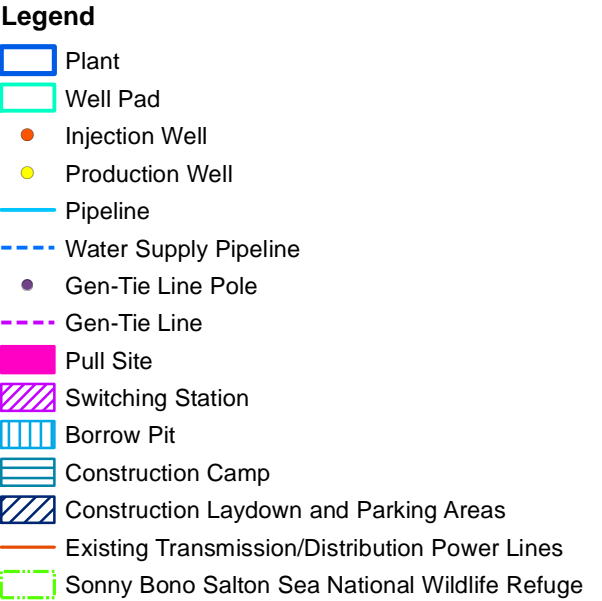 Legend
Plant
Well Pad
Injection Well
Production Well
Pipeline
Water Supply Pipeline
Gen-Tie Line Pole
Gen-Tie Line
Pull Site
Switching Station
Borrow Pit
Construction Camp
Construction Laydown and Parking Areas
Existing Transmission/Distribution Power Lines
Sonny Bono Salton Sea National Wildlife Refuge